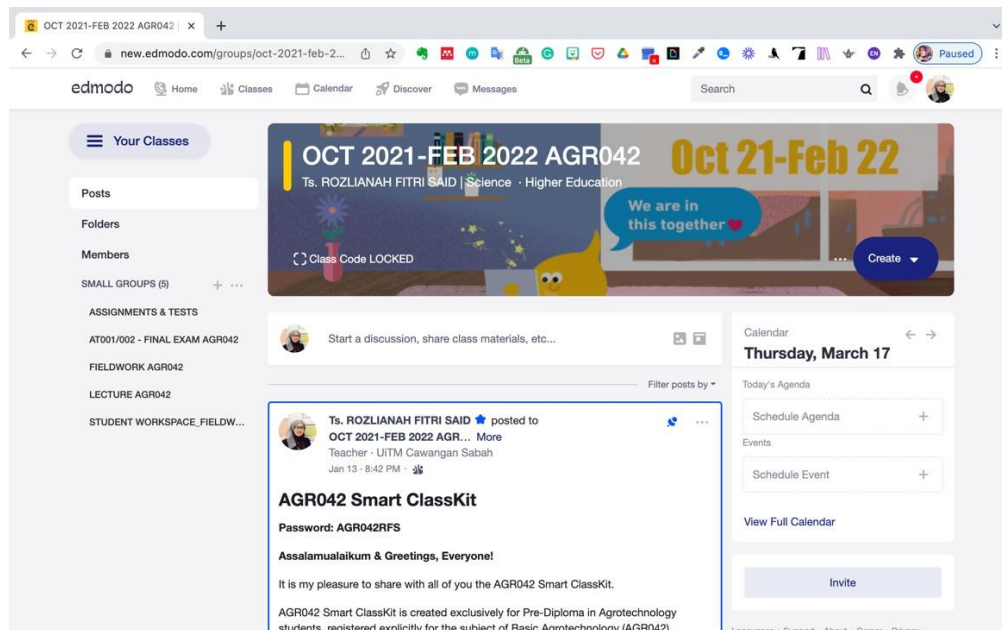 OCT 2021-FEB 2022 AGR042
new.edmodo.com/groups/oct-2021-feb-2...
Beta
EN
Paused
edmodo
Home
Classes
Calendar
Discover
Messages
Search
Your Classes
Posts
Folders
Members
SMALL GROUPS (5)
ASSIGNMENTS & TESTS
AT001/002 - FINAL EXAM AGR042
FIELDWORK AGR042
LECTURE AGR042
STUDENT WORKSPACE_FIELDW...
OCT 2021-FEB 2022 AGR042
Ts. ROZLIANAH FITRI SAID | Science · Higher Education
Oct 21-Feb 22
We are in
this together
Class Code LOCKED
Create
Start a discussion, share class materials, etc...
Filter posts by
Ts. ROZLIANAH FITRI SAID posted to
OCT 2021-FEB 2022 AGR... More
Teacher · UiTM Cawangan Sabah
Jan 13 · 8:42 PM ·
AGR042 Smart ClassKit
Password: AGR042RFS
Assalamualaikum & Greetings, Everyone!
It is my pleasure to share with all of you the AGR042 Smart ClassKit.
AGR042 Smart ClassKit is created exclusively for Pre-Diploma in Agrotechnology
students, registered explicitly for the subject of Basic Agrotechnology (AGR042)
Calendar
Thursday, March 17
Today's Agenda
Schedule Agenda
Events
Schedule Event
View Full Calendar
Invite